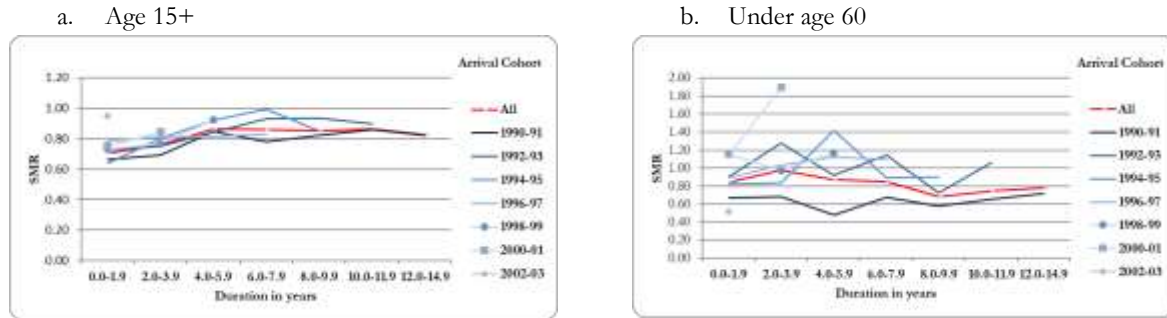 a. Age 15+
Arrival Cohort
1.20
1.00
0.80
0.60
0.40
0.20
0.00
SMR
0.0-1.9 2.0-3.9 4.0-5.9 6.0-7.9 8.0-9.9 10.0-11.9 12.0-14.9
Duration in years
All
1990-91
1992-93
1994-95
1996-97
1998-99
2000-01
2002-03
b. Under age 60
Arrival Cohort
2.00
1.80
1.60
1.40
1.20
1.00
0.80
0.60
0.40
0.20
0.00
SMR
0.0-1.9 2.0-3.9 4.0-5.9 6.0-7.9 8.0-9.9 10.0-11.9 12.0-14.9
Duration in years
All
1990-91
1992-93
1994-95
1996-97
1998-99
2000-01
2002-03